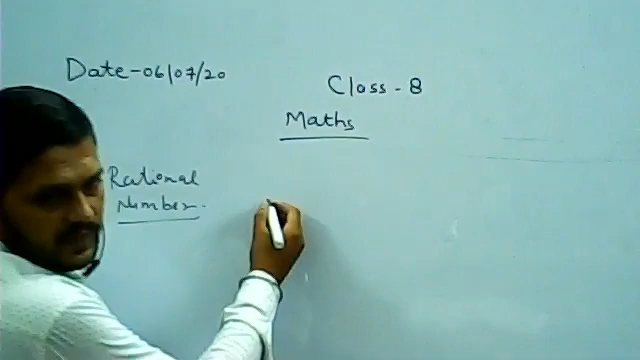 Date-06/07/20
Class-8
Maths
Rational
Number.